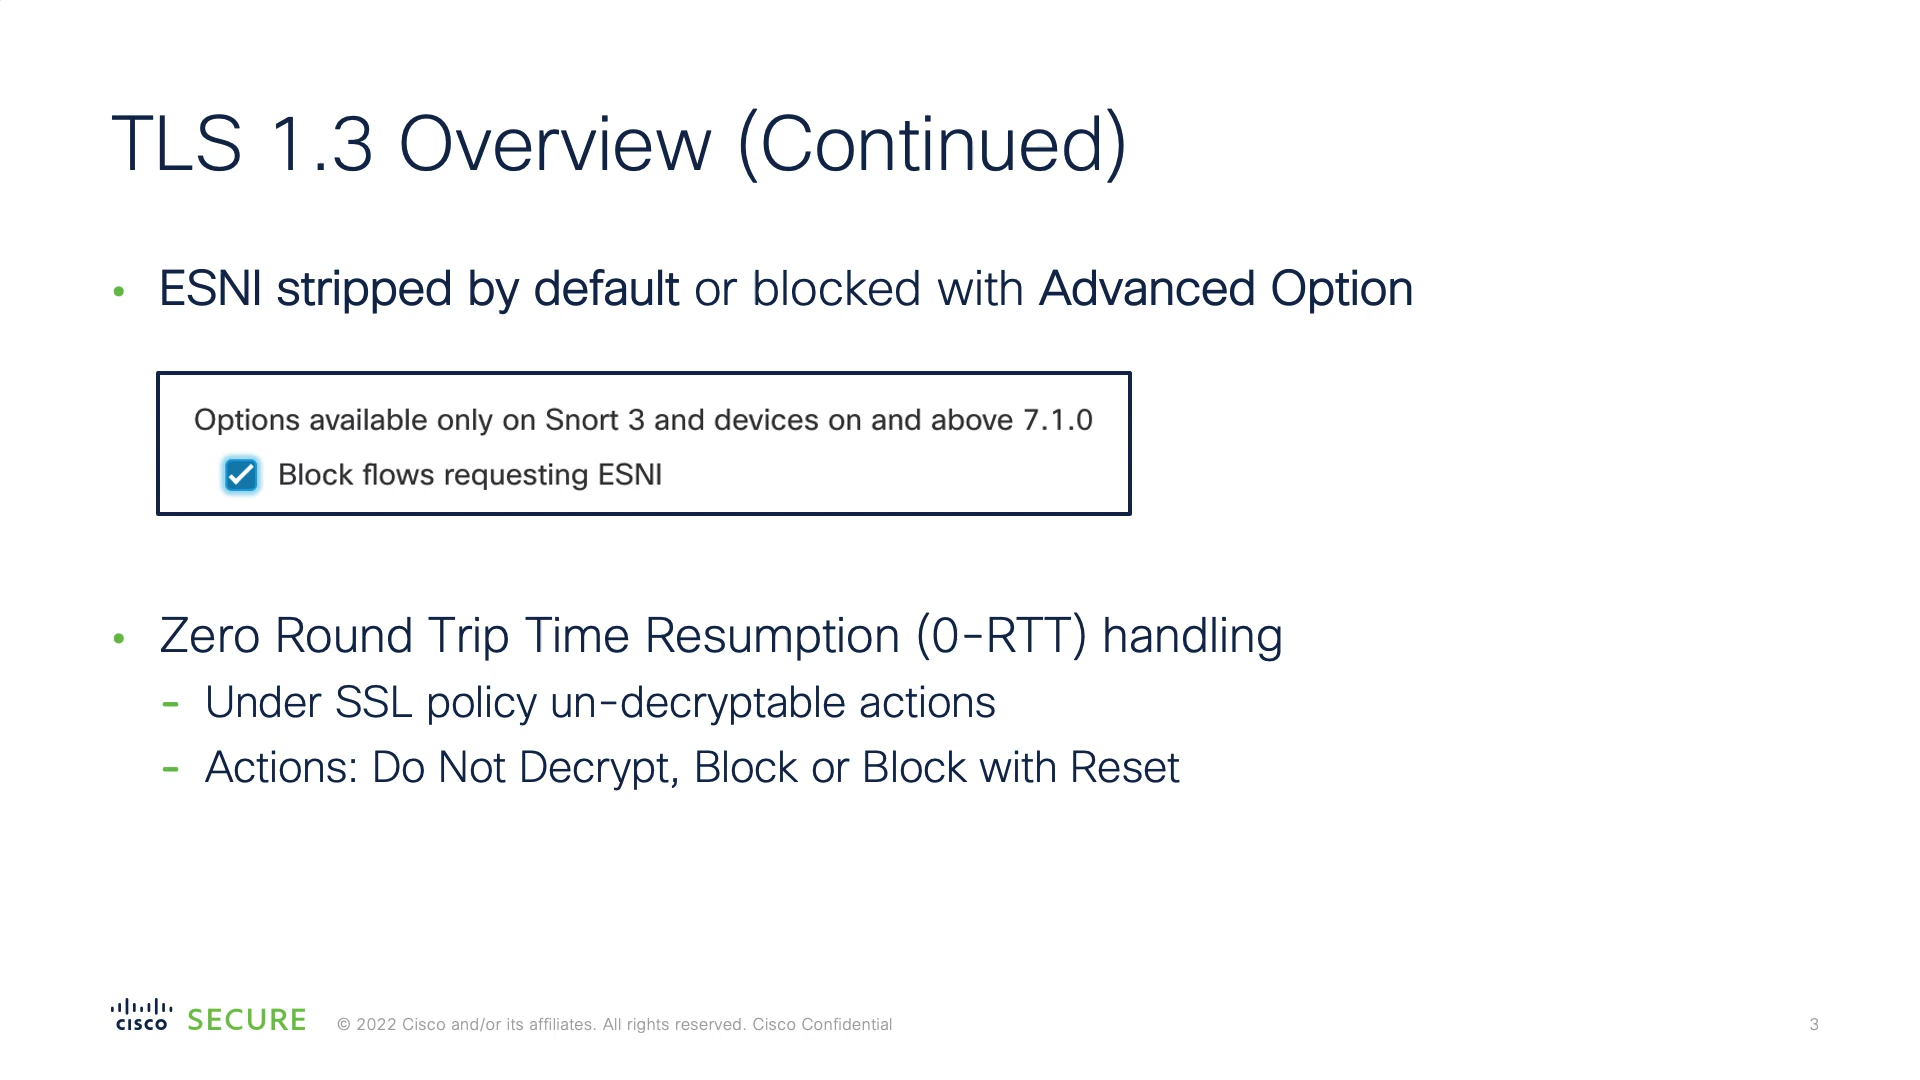 TLS 1.3 Overview (Continued)
• ESNI stripped by default or blocked with Advanced Option
Options available only on Snort 3 and devices on and above 7.1.0
Block flows requesting ESNI
• Zero Round Trip Time Resumption (0-RTT) handling
- Under SSL policy un-decryptable actions
- Actions: Do Not Decrypt, Block or Block with Reset
CISCO SECURE © 2022 Cisco and/or its affiliates. All rights reserved. Cisco Confidential 3